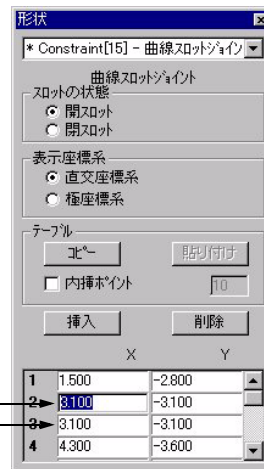 形状
* Constraint[15] - 曲線スロットジョイン
曲線スロットジョイント
スロットの状態
開スロット
閉スロット
表示座標系
直交座標系
極座標系
テーブル
コピー 貼り付け
内挿ポイント 10
挿入 削除
X Y
1 1.500 -2.800
2 3.100 -3.100
3 3.100 -3.100
4 4.300 -3.600